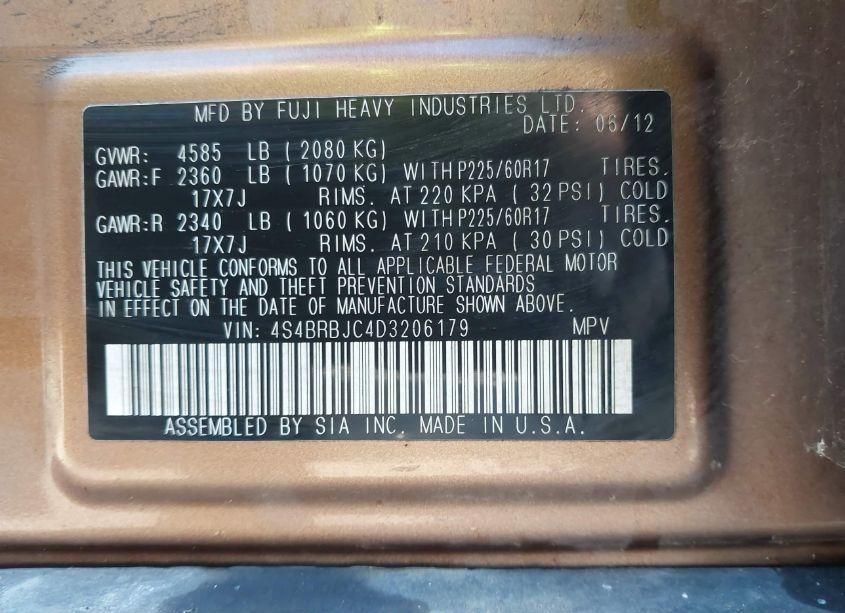 MFD BY FUJI HEAVY INDUSTRIES LTD.
DATE: 06/12
GVWR: 4585 LB ( 2080 KG)
GAWR:F 2360 LB ( 1070 KG) WITH P225/60R17 TIRES.
17X7J RIMS. AT 220 KPA ( 32 PSI) COLD
GAWR:R 2340 LB ( 1060 KG) WITH P225/60R17 TIRES.
17X7J RIMS. AT 210 KPA ( 30 PSI) COLD
THIS VEHICLE CONFORMS TO ALL APPLICABLE FEDERAL MOTOR
VEHICLE SAFETY AND THEFT PREVENTION STANDARDS
IN EFFECT ON THE DATE OF MANUFACTURE SHOWN ABOVE.
VIN: 4S4BRBJC4D3206179 MPV
ASSEMBLED BY SIA INC. MADE IN U.S.A.